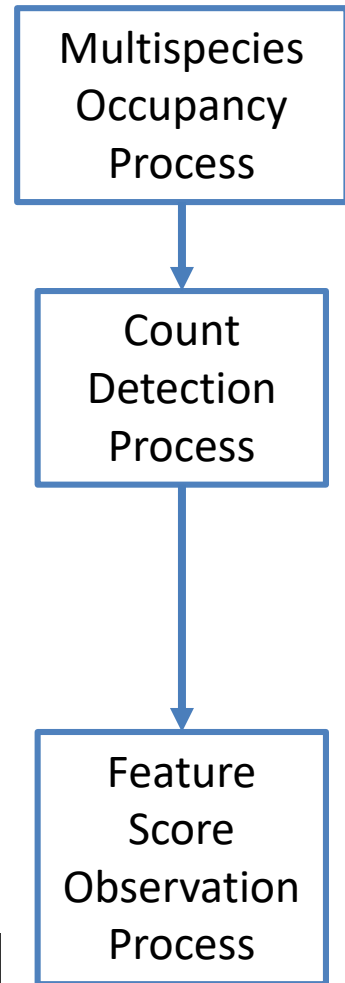 Multispecies
Occupancy
Process
Count
Detection
Process
Feature
Score
Observation
Process